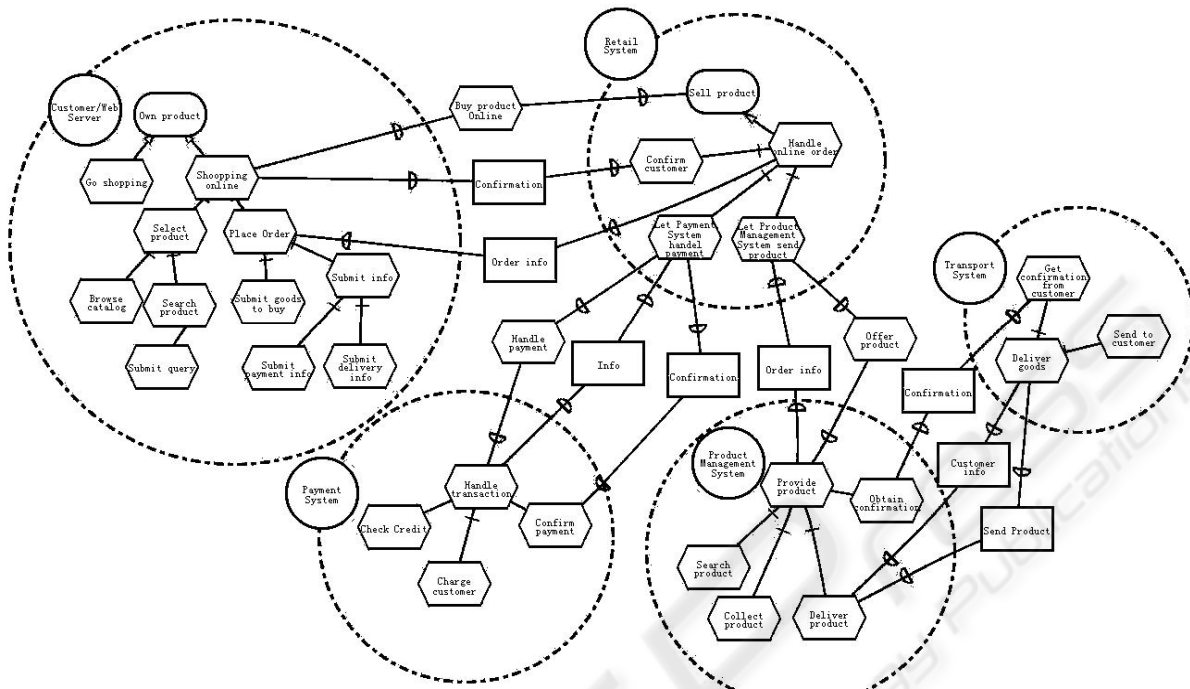 Retail
System
Customer/Web
Server
Own product
Buy product
Online
Sell product
Go shopping
Shoopping
online
Confirmation
Confirm
customer
Handle
online order
Select
product
Place Order
Order info
Let Payment
System
handel
payment
Let Product
Management
System send
product
Transport
System
Get
confirmation
from
customer
Browse
catalog
Search
product
Submit goods
to buy
Submit info
Submit query
Submit
payment info
Submit
delivery
info
Handle
payment
Info
Confirmation
Order info
Offer
product
Confirmation
Deliver
goods
Send to
customer
Payment
System
Handle
transaction
Check Credit
Confirm
payment
Charge
customer
Product
Management
System
Provide
product
Obtain
confirmation
Customer
info
Send Product
Search
product
Collect
product
Deliver
product